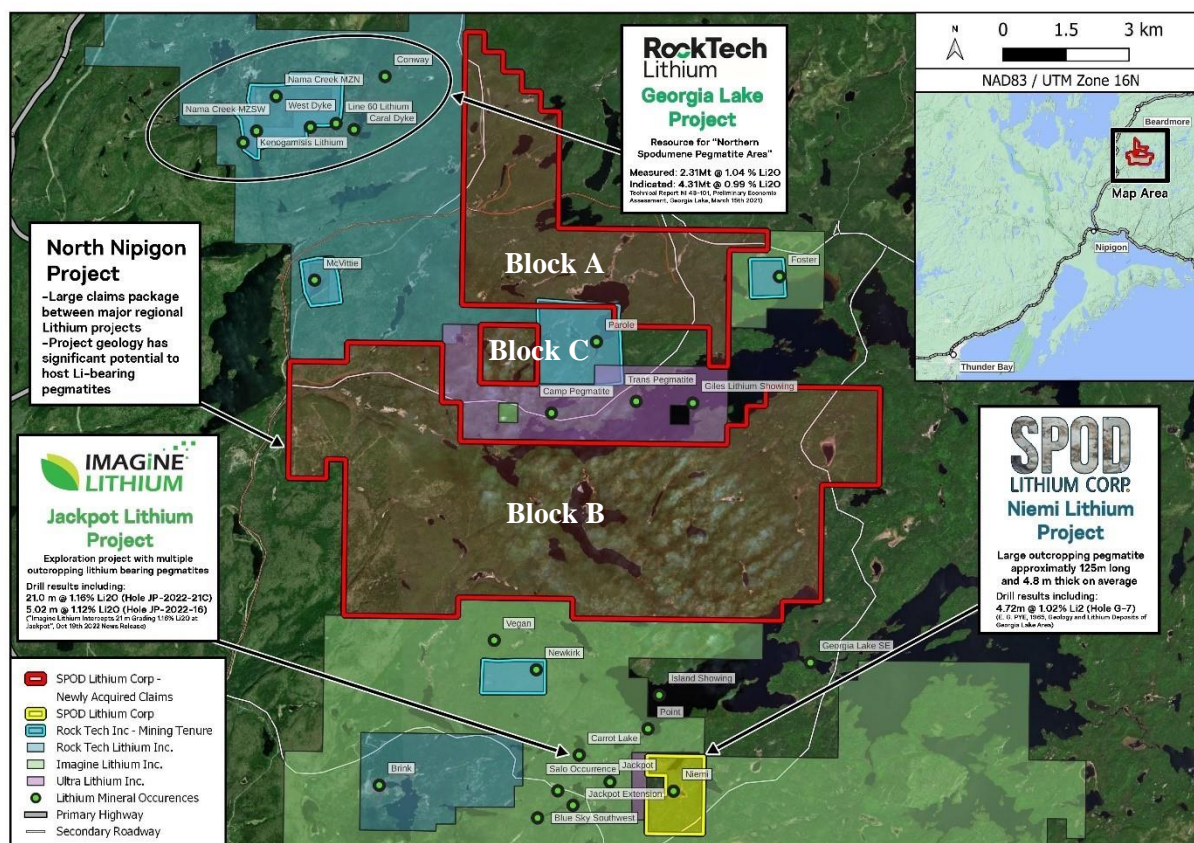 N
0 1.5 3 km
NAD83 / UTM Zone 16N
Beardmore
Map Area
Nipigon
Thunder Bay
RockTech
Lithium
Georgia Lake
Project
Resource for "Northern
Spodumene Pegmatite Area"
Measured: 2.31Mt @ 1.04 % Li2O
Indicated: 4.31Mt @ 0.99 % Li2O
Technical Report NI 43-101, Preliminary Economic
Assessment, Georgia Lake, March 15th 2021)
Conway
Nama Creek MZN
Nama Creek MZSW
West Dyke
Line 60 Lithium
Caral Dyke
Kenogamisis Lithium
North Nipigon
Project
-Large claims package
between major regional
Lithium projects
-Project geology has
significant potential to
host Li-bearing
pegmatites
McVittie
Block A
Foster
Parole
Block C
Trans Pegmatite
Camp Pegmatite
Giles Lithium Showing
Block B
IMAGINE
LITHIUM
Jackpot Lithium
Project
Exploration project with multiple
outcropping lithium bearing pegmatites
Drill results including:
21.0 m @ 1.16% Li2O (Hole JP-2022-21C)
5.02 m @ 1.12% Li2O (Hole JP-2022-16)
("Imagine Lithium Intercepts 21 m Grading 1.16% Li2O at
Jackpot", Oct 19th 2022 News Release)
SPOD
LITHIUM CORP.
Niemi Lithium
Project
Large outcropping pegmatite
approximatly 125m long
and 4.8 m thick on average
Drill results including:
4.72m @ 1.02% Li2 (Hole G-7)
(E. G. PYE, 1965, Geology and Lithium Deposits of
Georgia Lake Area)
Vegan
Newkirk
Georgia Lake SE
Island Showing
Point
Carrot Lake
Salo Occurrence
Jackpot
Niemi
Brink
Jackpot Extension
Blue Sky Southwest
SPOD Lithium Corp -
Newly Acquired Claims
SPOD Lithium Corp
Rock Tech Inc - Mining Tenure
Rock Tech Lithium Inc.
Imagine Lithium Inc.
Ultra Lithium Inc.
Lithium Mineral Occurences
Primary Highway
Secondary Roadway